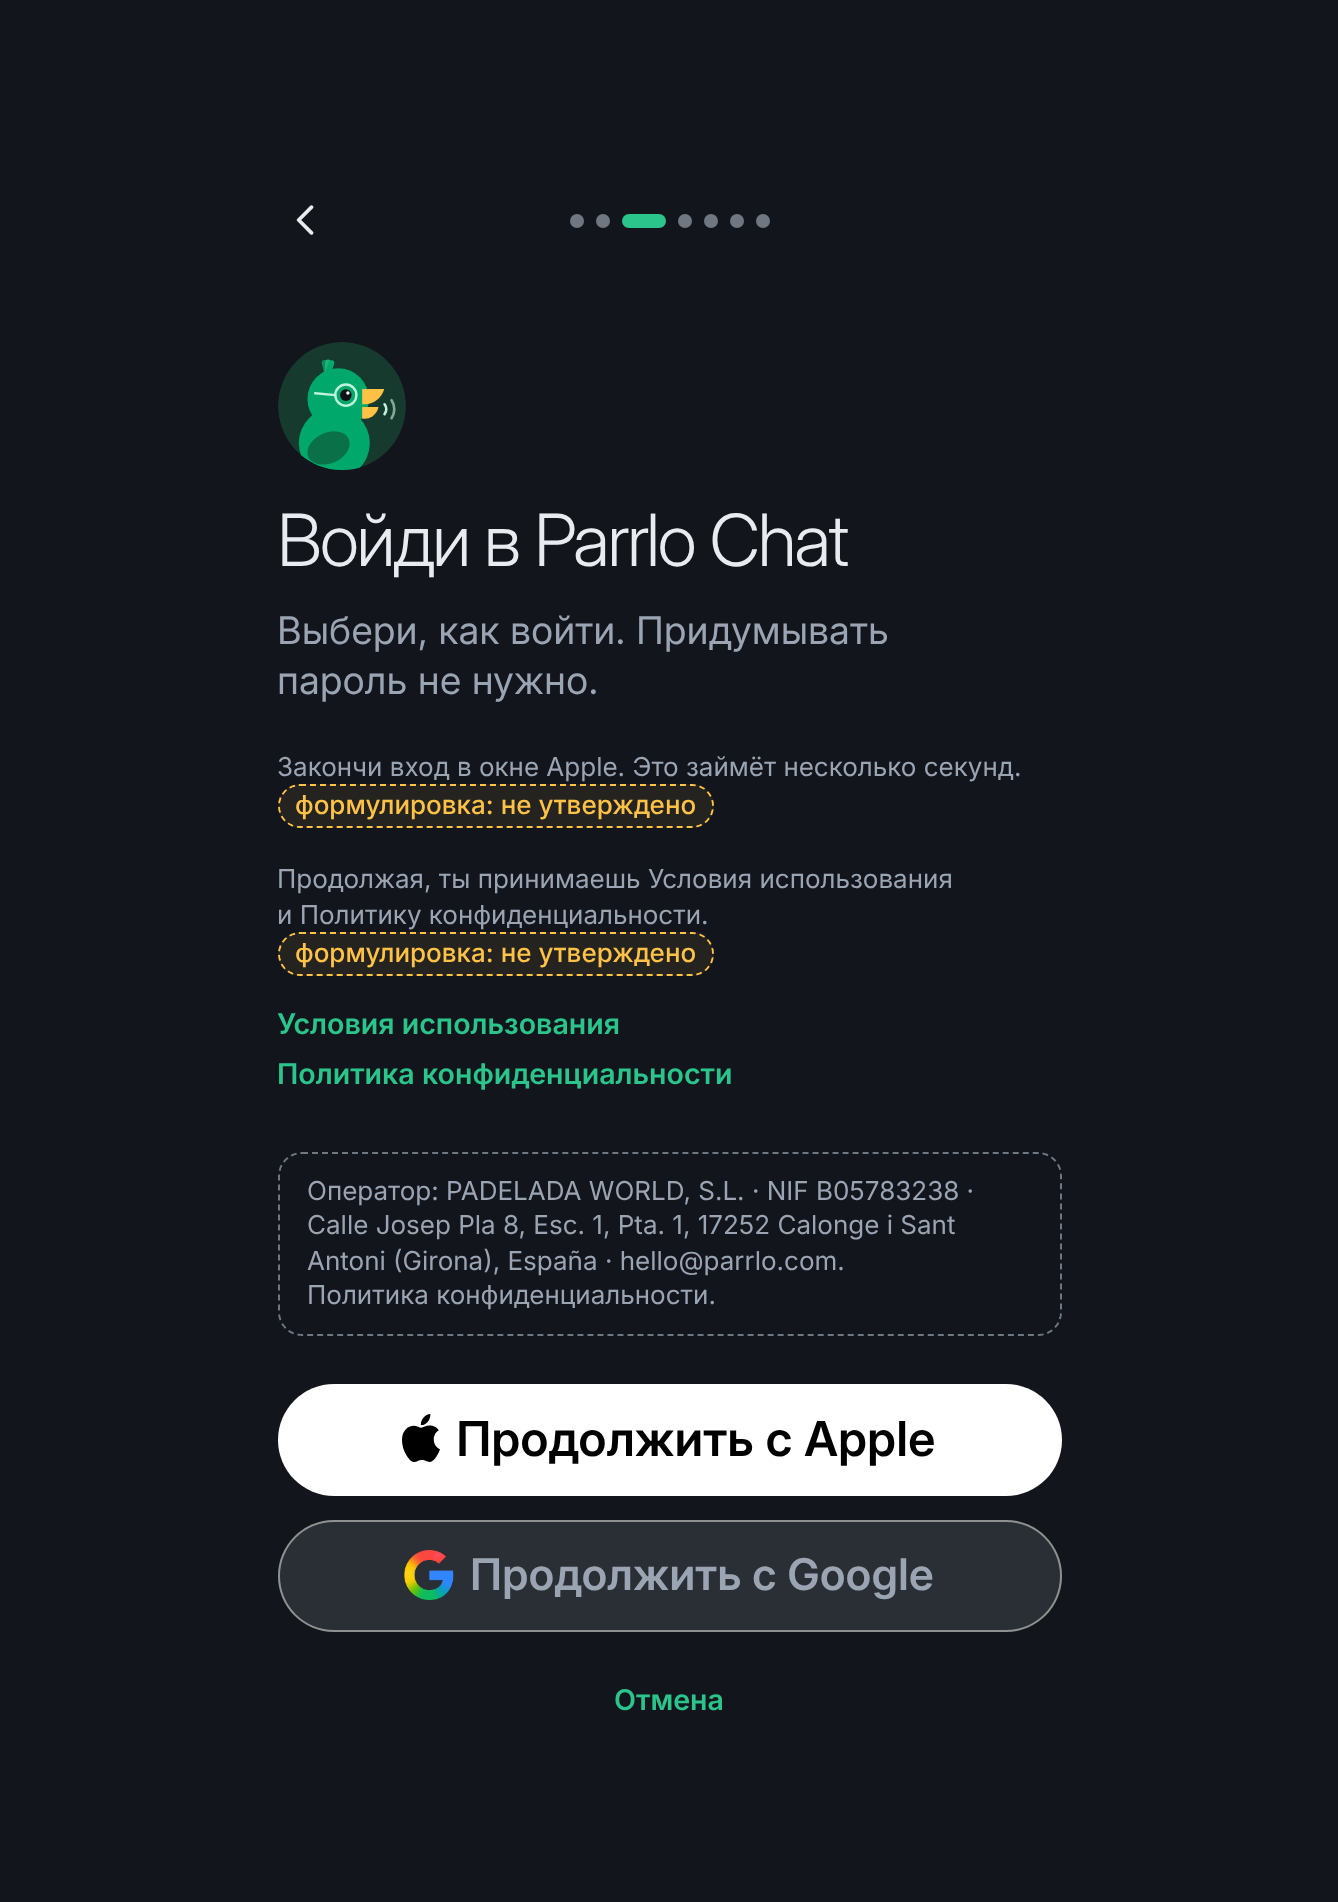 Войди в Parrlo Chat
Выбери, как войти. Придумывать
пароль не нужно.
Закончи вход в окне Apple. Это займёт несколько секунд.
формулировка: не утверждено
Продолжая, ты принимаешь Условия использования
и Политику конфиденциальности.
формулировка: не утверждено
Условия использования
Политика конфиденциальности
Оператор: PADELADA WORLD, S.L. · NIF B05783238 ·
Calle Josep Pla 8, Esc. 1, Pta. 1, 17252 Calonge i Sant
Antoni (Girona), España · hello@parrlo.com.
Политика конфиденциальности.
Продолжить с Apple
Продолжить с Google
Отмена